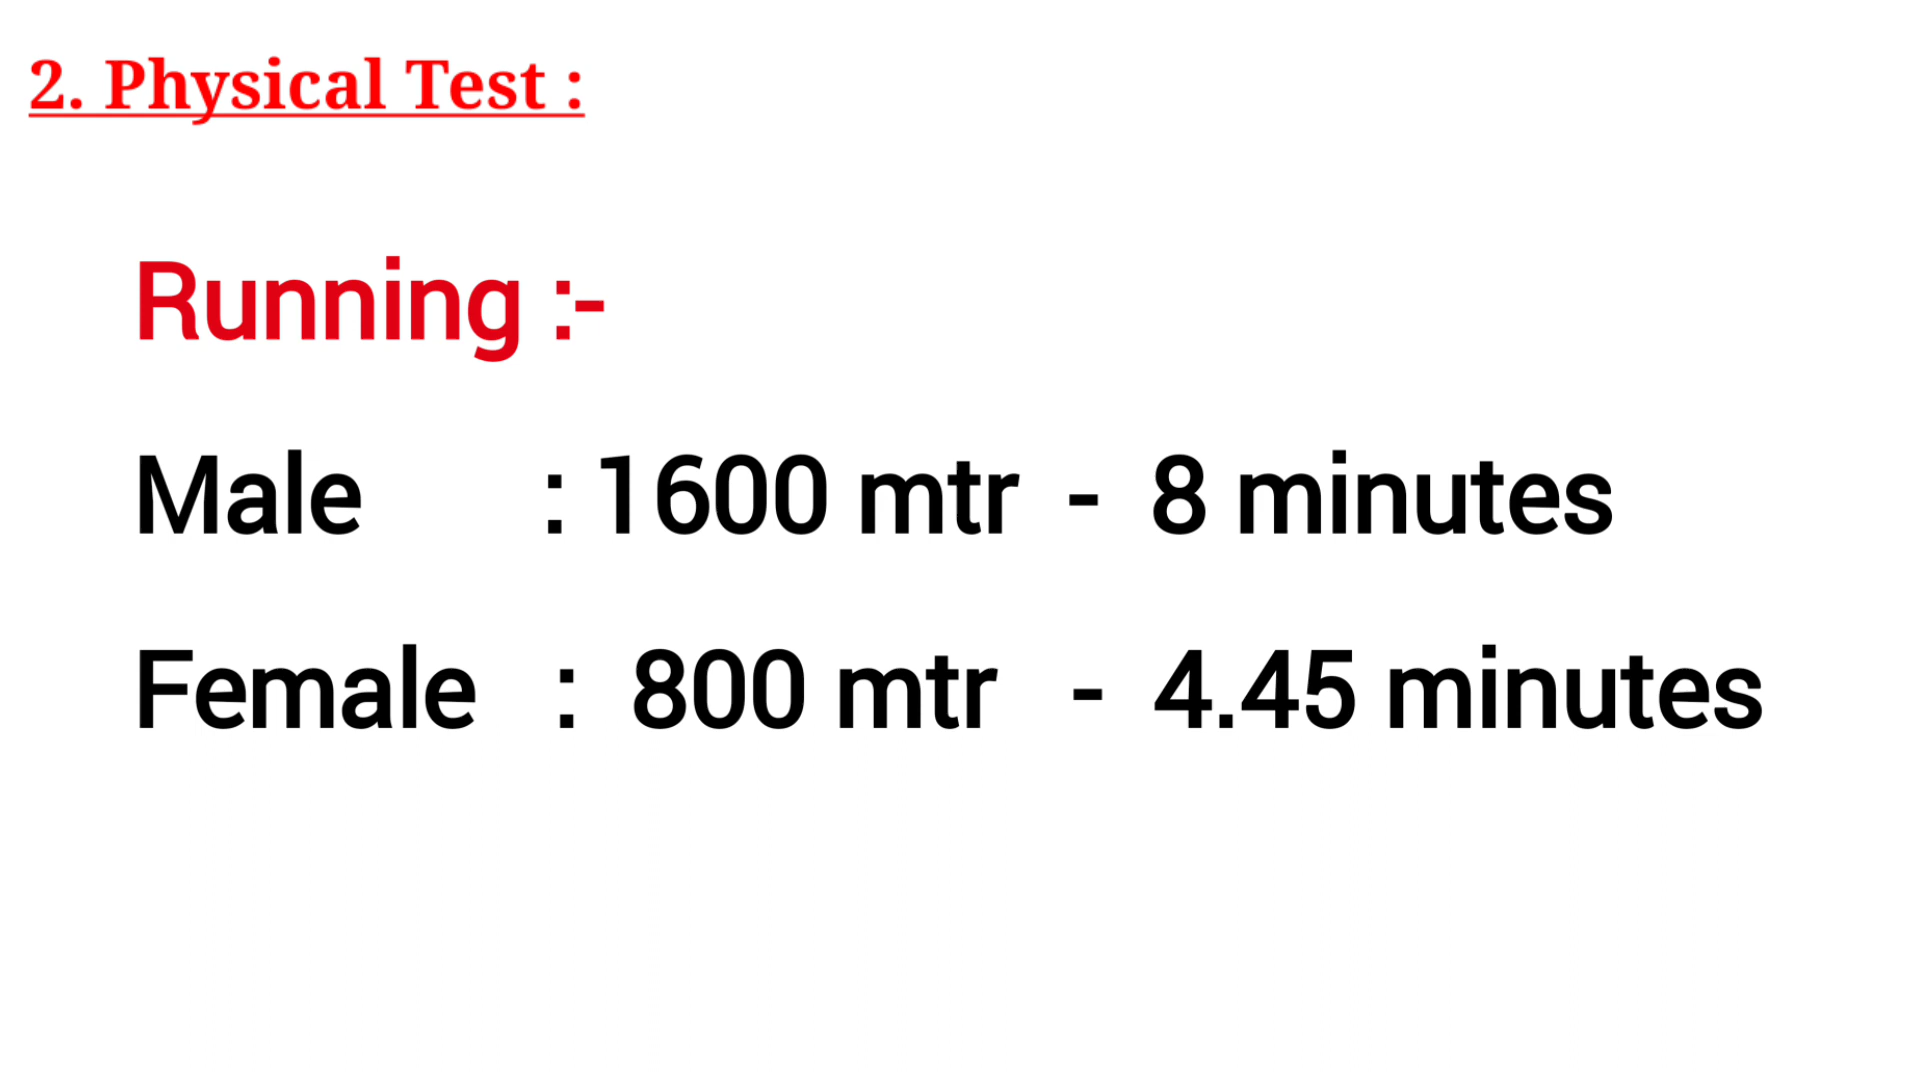 2. Physical Test :
Running :-
Male : 1600 mtr - 8 minutes
Female : 800 mtr - 4.45 minutes